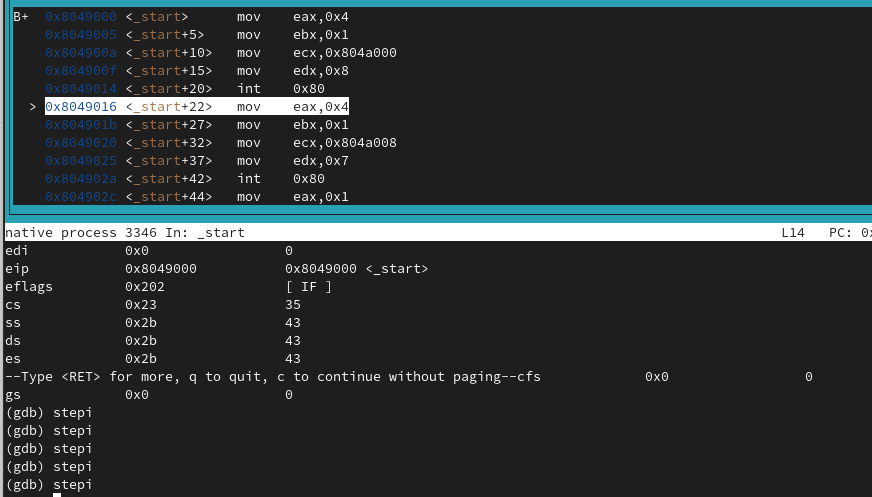 B+ 0x8049000 <_start> mov eax,0x4
0x8049005 <_start+5> mov ebx,0x1
0x804900a <_start+10> mov ecx,0x804a000
0x804900f <_start+15> mov edx,0x8
0x8049014 <_start+20> int 0x80
> 0x8049016 <_start+22> mov eax,0x4
0x804901b <_start+27> mov ebx,0x1
0x8049020 <_start+32> mov ecx,0x804a008
0x8049025 <_start+37> mov edx,0x7
0x804902a <_start+42> int 0x80
0x804902c <_start+44> mov eax,0x1
native process 3346 In: _start L14 PC: 0x
edi 0x0 0
eip 0x8049000 0x8049000 <_start>
eflags 0x202 [ IF ]
cs 0x23 35
ss 0x2b 43
ds 0x2b 43
es 0x2b 43
--Type <RET> for more, q to quit, c to continue without paging--cfs 0x0 0
gs 0x0 0
(gdb) stepi
(gdb) stepi
(gdb) stepi
(gdb) stepi
(gdb) stepi